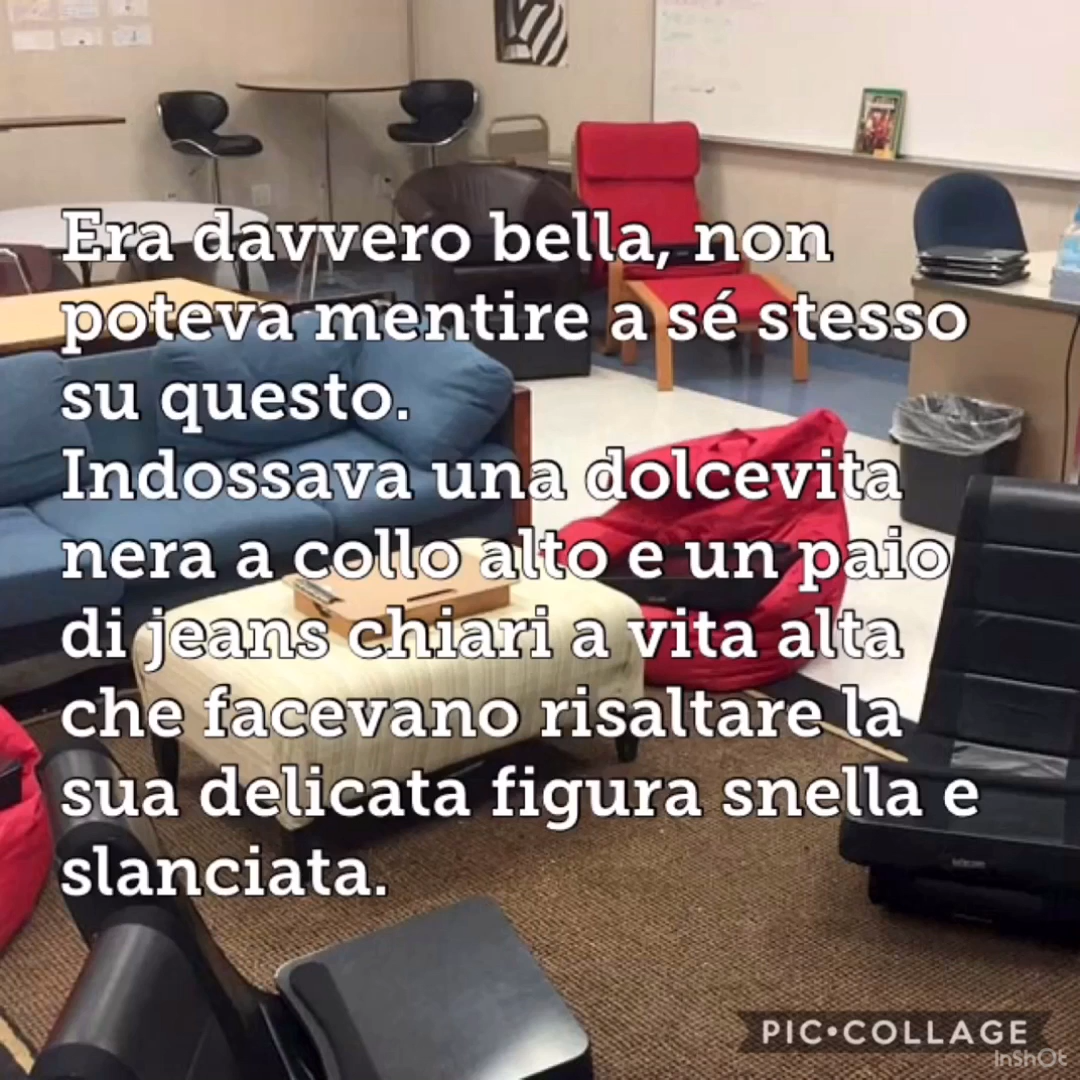 Era davvero bella, non
poteva mentire a sé stesso
su questo.
Indossava una dolcevita
nera a collo alto e un paio
di jeans chiari a vita alta
che facevano risaltare la
sua delicata figura snella e
slanciata.
PIC•COLLAGE
InShOt